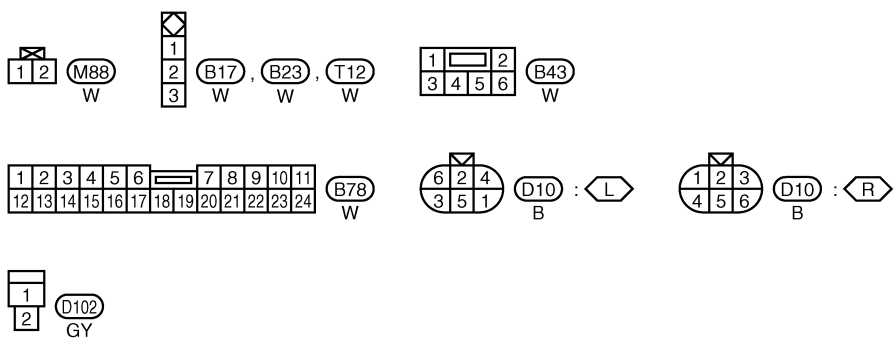 1 2 M88 W
1 2 3 B17 , B23 , T12 W W W
1 2 3 4 5 6 B43 W
1 2 3 4 5 6 7 8 9 10 11
12 13 14 15 16 17 18 19 20 21 22 23 24
B78 W
6 2 4
3 5 1
D10 : L
B
1 2 3
4 5 6
D10 : R
B
1
2
D102
GY